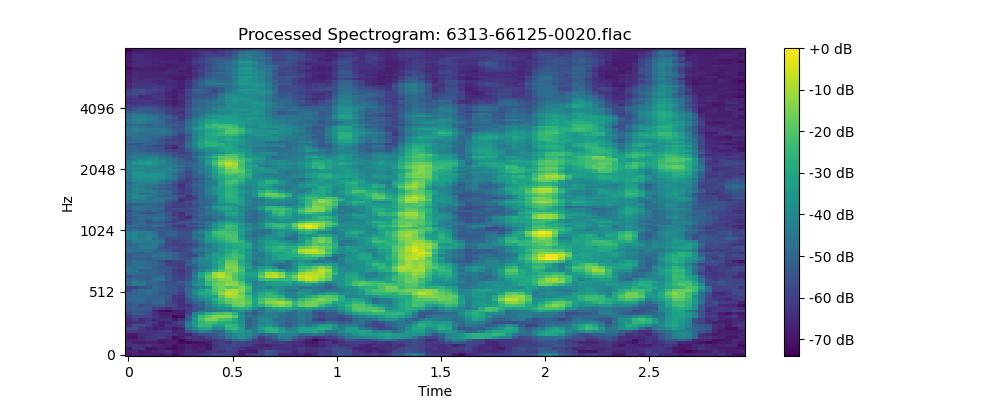 Processed Spectrogram: 6313-66125-0020.flac
Hz
4096
2048
1024
512
0
0
0.5
1
1.5
2
2.5
Time
+0 dB
-10 dB
-20 dB
-30 dB
-40 dB
-50 dB
-60 dB
-70 dB